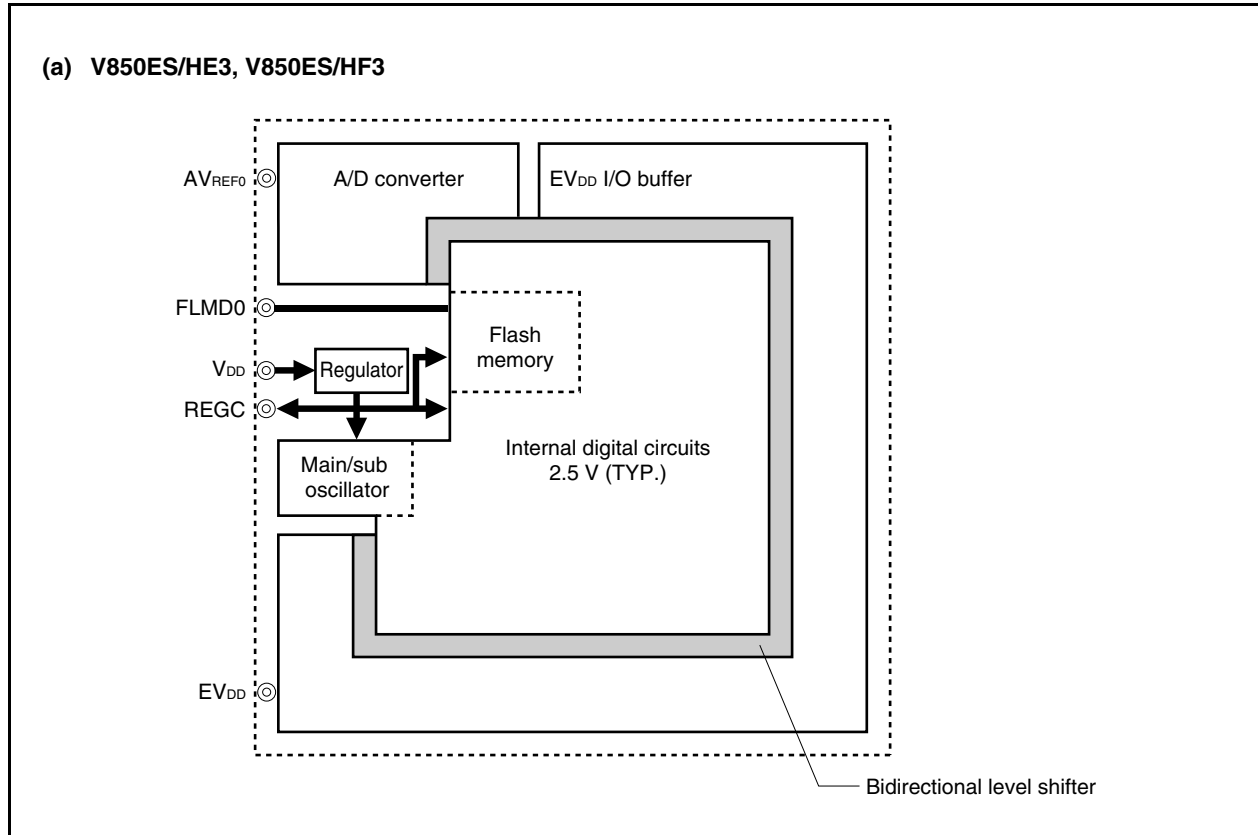 (a) V850ES/HE3, V850ES/HF3
AVREF0
A/D converter
EVDD I/O buffer
FLMD0
Flash
memory
VDD
Regulator
REGC
Internal digital circuits
2.5 V (TYP.)
Main/sub
oscillator
EVDD
Bidirectional level shifter